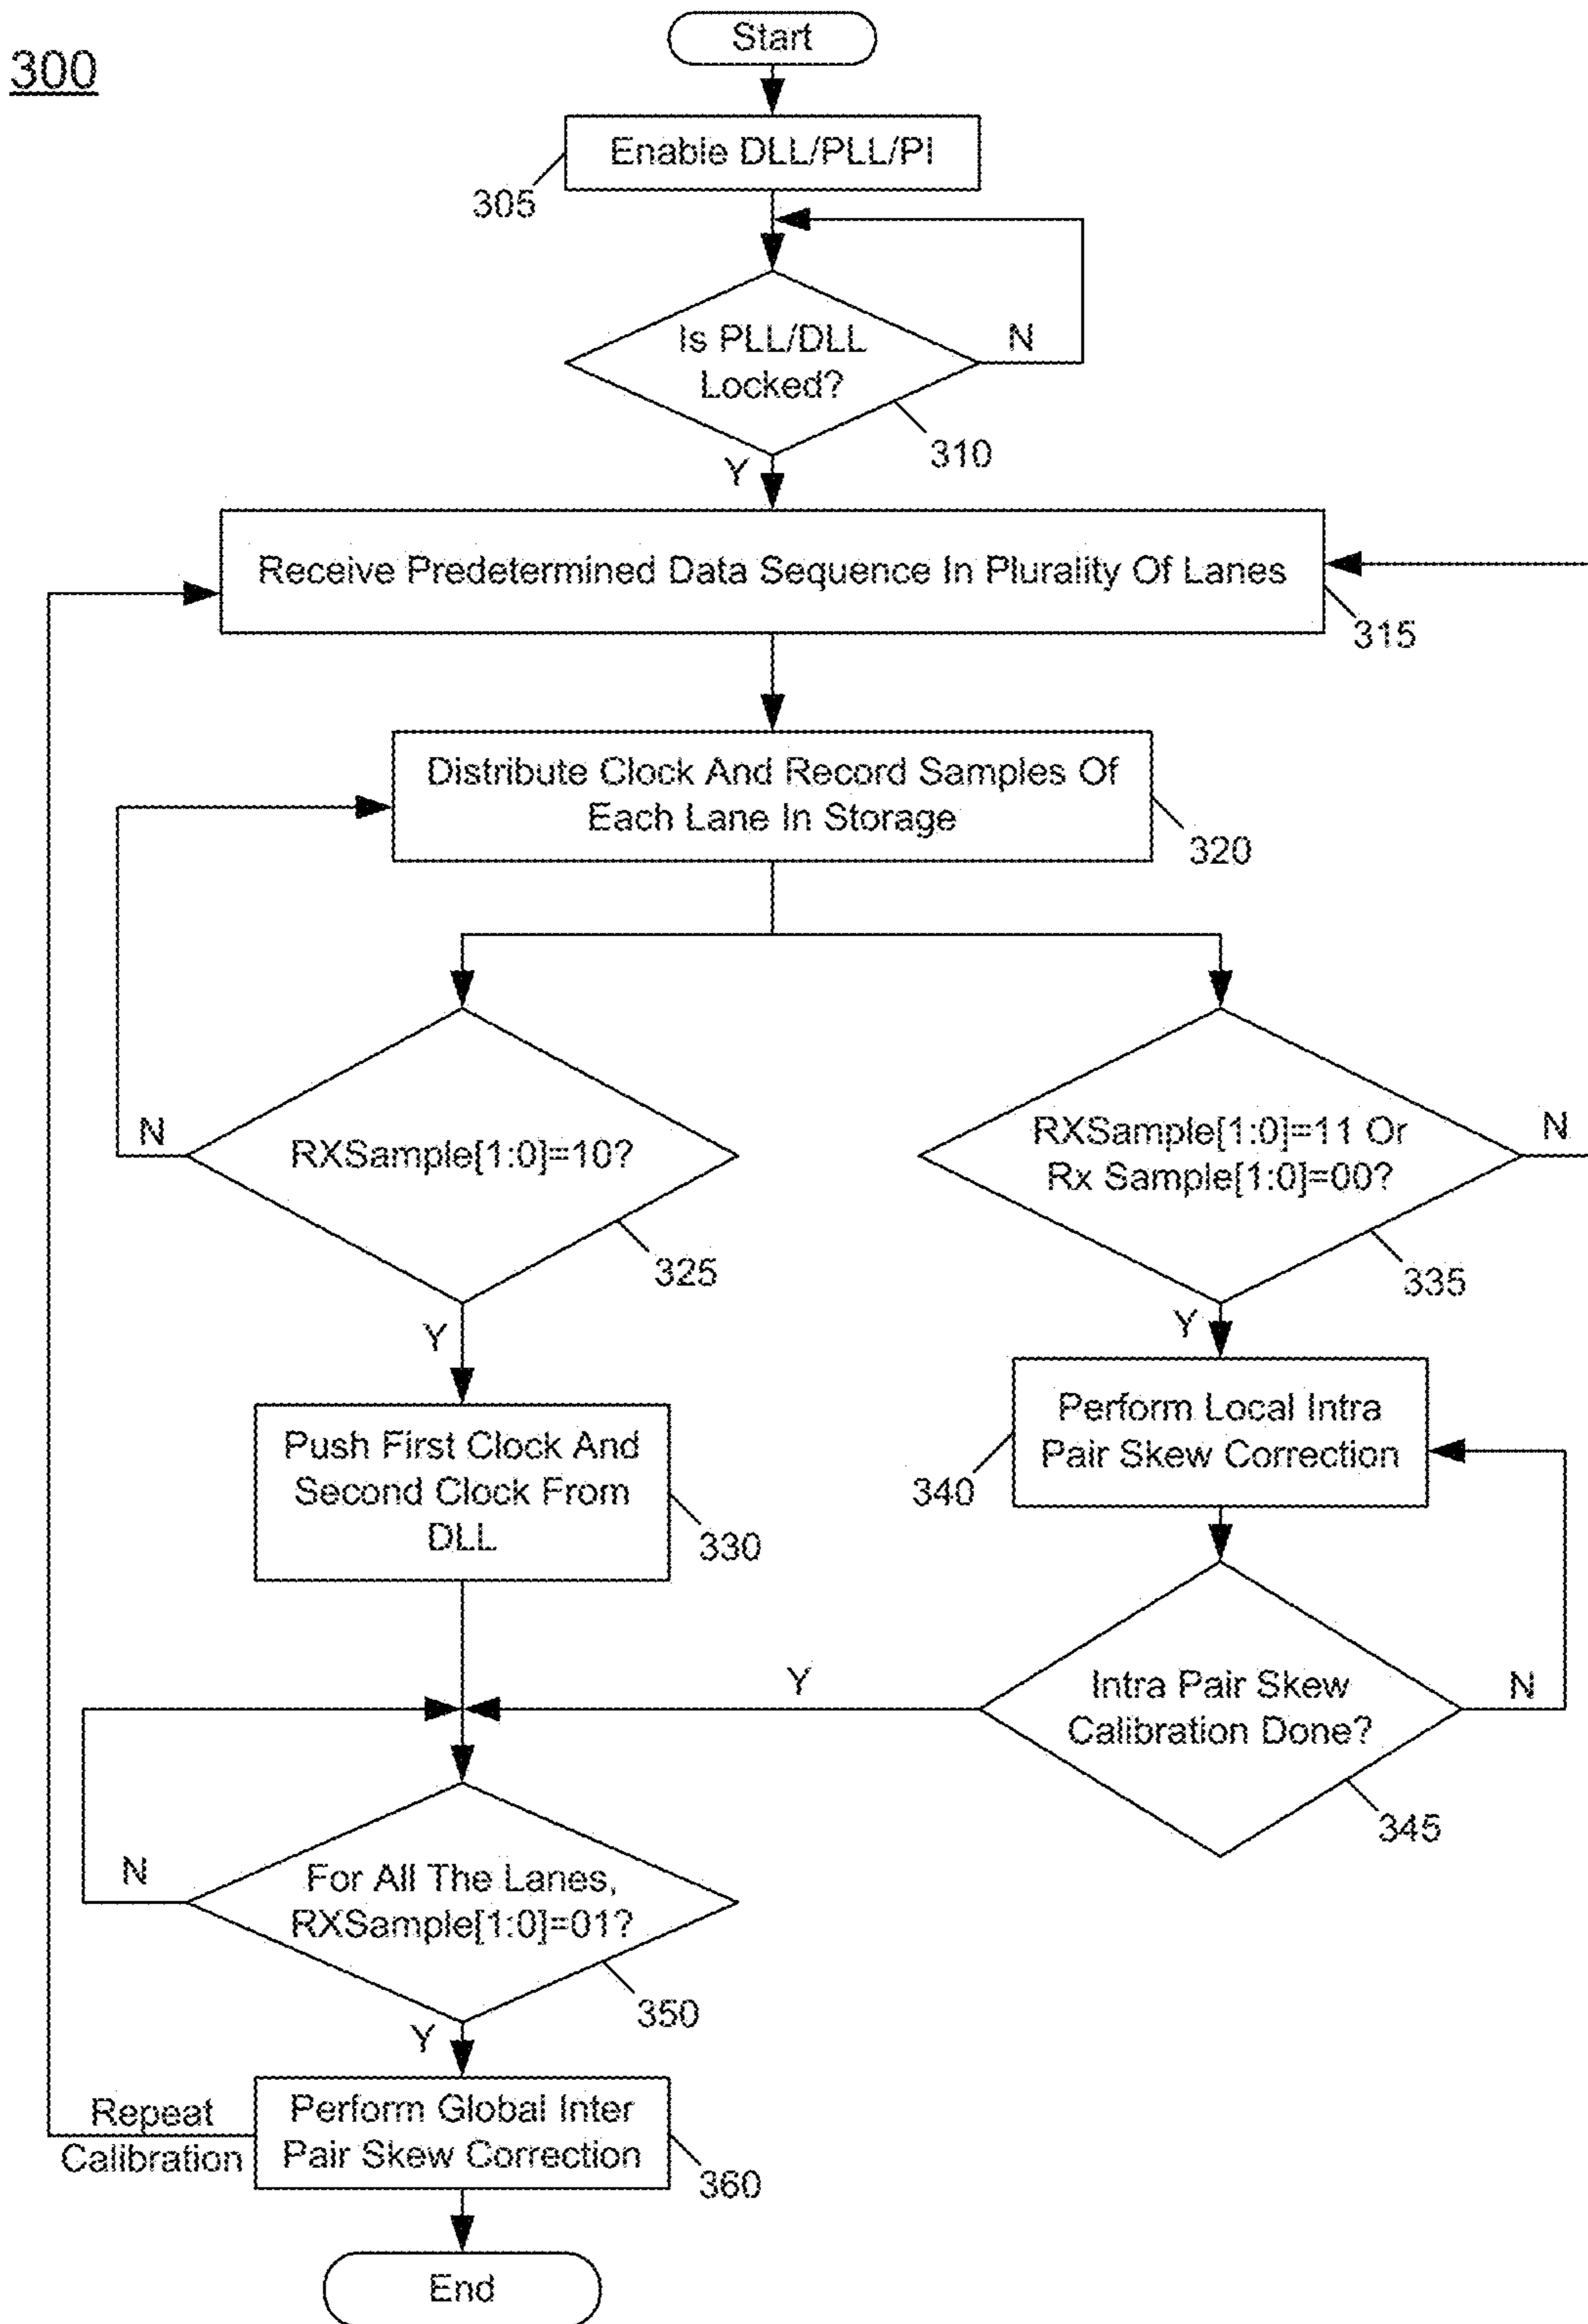 300
Start
Enable DLL/PLL/PI
305
Is PLL/DLL
Locked?
N
310
Y
Receive Predetermined Data Sequence In Plurality Of Lanes
315
Distribute Clock And Record Samples Of
Each Lane In Storage
320
N
RXSample[1:0]=10?
325
RXSample[1:0]=11 Or
Rx Sample[1:0]=00?
N
335
Y
Y
Push First Clock And
Second Clock From
DLL
330
Perform Local Intra
Pair Skew Correction
340
Y
Intra Pair Skew
Calibration Done?
N
345
N
For All The Lanes,
RXSample[1:0]=01?
350
Y
Repeat
Calibration
Perform Global Inter
Pair Skew Correction
360
End